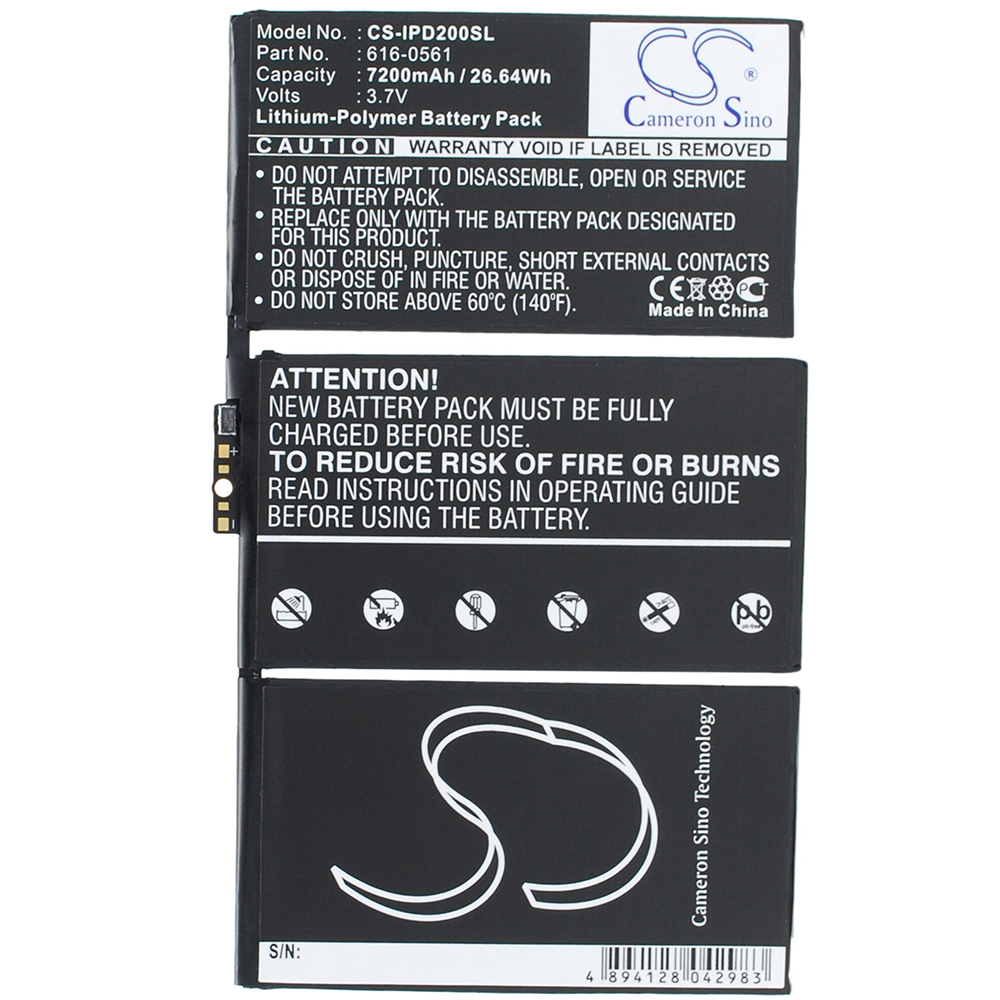 Model No. : CS-IPD200SL
Part No. : 616-0561
Capacity : 7200mAh / 26.64Wh
Volts : 3.7V
Lithium-Polymer Battery Pack
®
Cameron Sino
CAUTION WARRANTY VOID IF LABEL IS REMOVED
• DO NOT ATTEMPT TO DISASSEMBLE, OPEN OR SERVICE
THE BATTERY PACK.
• REPLACE ONLY WITH THE BATTERY PACK DESIGNATED
FOR THIS PRODUCT.
• DO NOT CRUSH, PUNCTURE, SHORT EXTERNAL CONTACTS
OR DISPOSE OF IN FIRE OR WATER.
• DO NOT STORE ABOVE 60°C (140°F).
CE
Made In China
ATTENTION!
NEW BATTERY PACK MUST BE FULLY
CHARGED BEFORE USE.
TO REDUCE RISK OF FIRE OR BURNS
READ INSTRUCTIONS IN OPERATING GUIDE
BEFORE USING THE BATTERY.
+
-
pvb
Cameron Sino Technology
S/N:
4 894128 042983